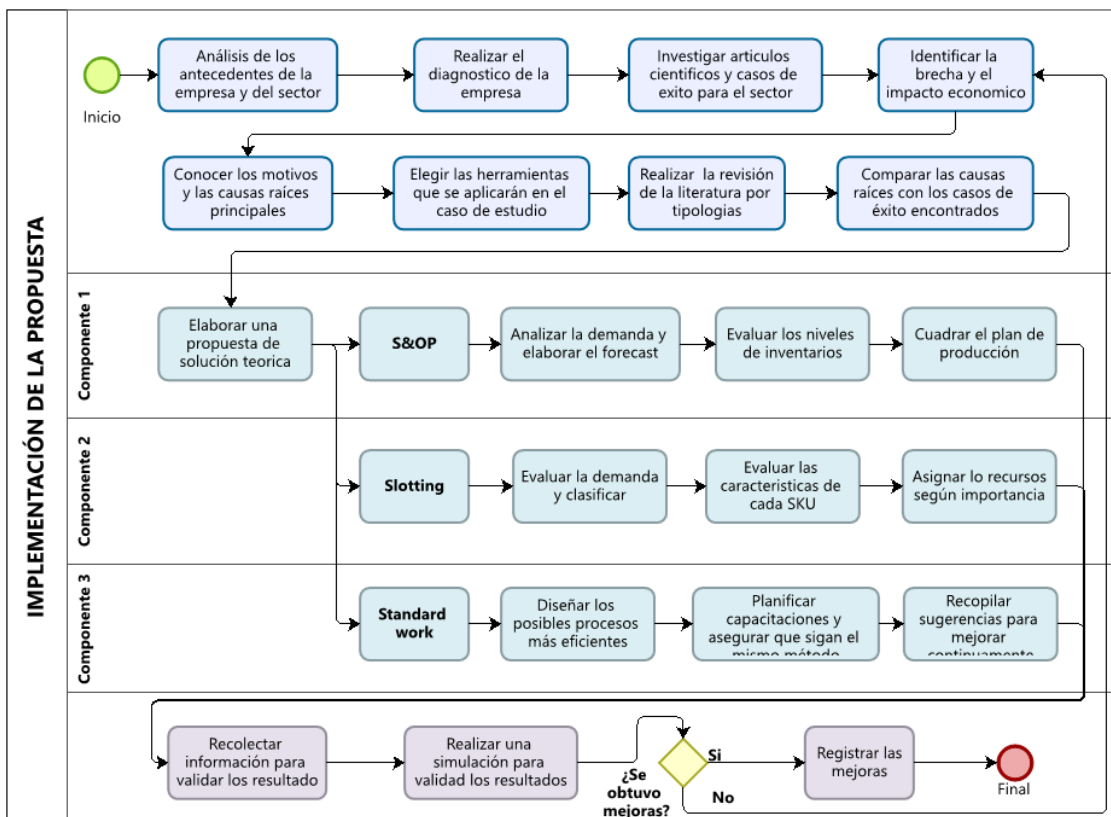 IMPLEMENTACIÓN DE LA PROPUESTA
Inicio
Análisis de los
antecedentes de la
empresa y del sector
Realizar el
diagnostico de la
empresa
Investigar articulos
cientificos y casos de
exito para el sector
Identificar la
brecha y el
impacto economico
Conocer los motivos
y las causas raíces
principales
Elegir las herramientas
que se aplicarán en el
caso de estudio
Realizar la revisión
de la literatura por
tipologias
Comparar las causas
raíces con los casos de
éxito encontrados
Componente 1
Elaborar una
propuesta de
solución teorica
S&OP
Analizar la demanda y
elaborar el forecast
Evaluar los niveles
de inventarios
Cuadrar el plan de
producción
Componente 2
Slotting
Evaluar la demanda
y clasificar
Evaluar las
caracteristicas de
cada SKU
Asignar lo recursos
según importancia
Componente 3
Standard
work
Diseñar los
posibles procesos
más eficientes
Planificar
capacitaciones y
asegurar que sigan el
mismo método
Recopilar
sugerencias para
mejorar
continuamente
Recolectar
información para
validar los resultado
Realizar una
simulación para
validad los resultados
¿Se
obtuvo
mejoras?
Si
No
Registrar las
mejoras
Final